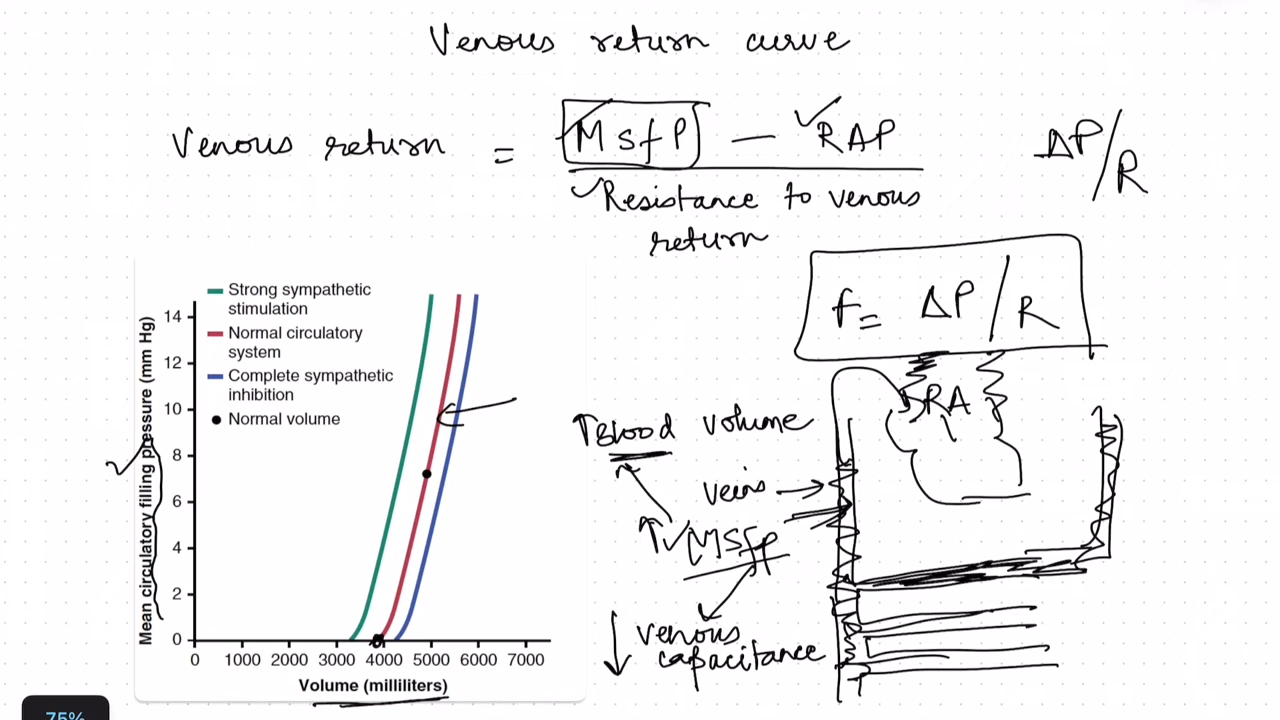 Venous return curve
Venous return = MSfP — RAP
Resistance to venous
return
ΔP/R
f = ΔP/R
Strong sympathetic
stimulation
Normal circulatory
system
Complete sympathetic
inhibition
Normal volume
Mean circulatory filling pressure (mm Hg)
14
12
10
8
6
4
2
0
0 1000 2000 3000 4000 5000 6000 7000
Volume (milliliters)
RA
↑Blood volume
veins →
↑ MSfP
↓ venous
capacitance
75%